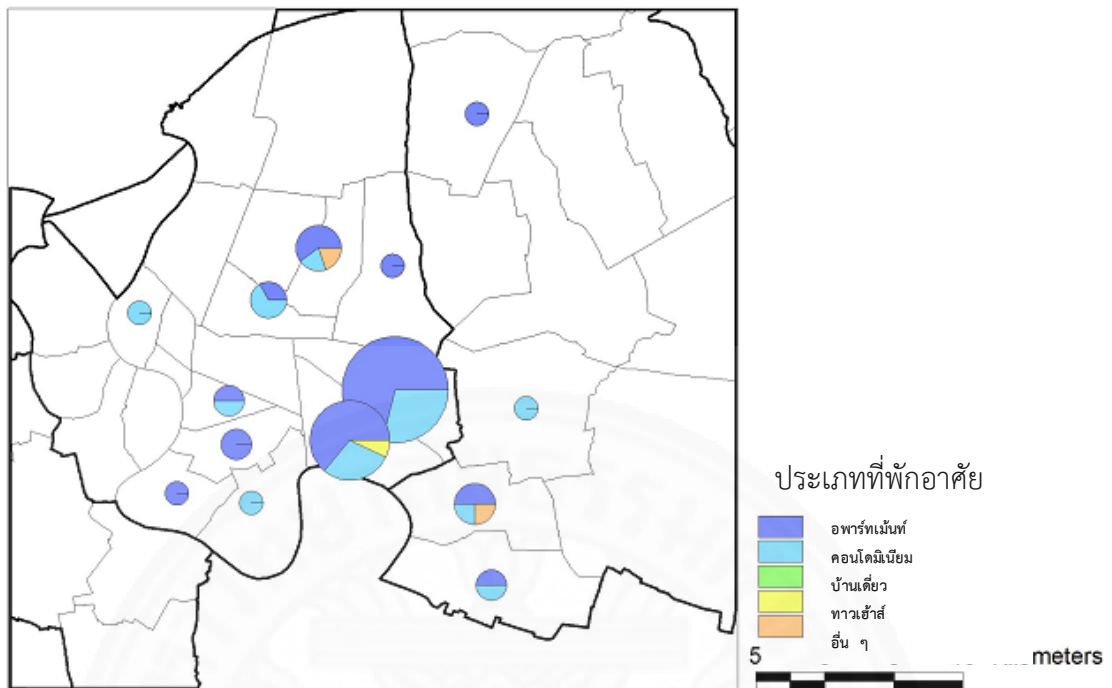 ประเภทที่พักอาศัย
อพาร์ทเม้นท์
คอนโดมิเนียม
บ้านเดี่ยว
ทาวเฮ้าส์
อื่น ๆ
5 meters